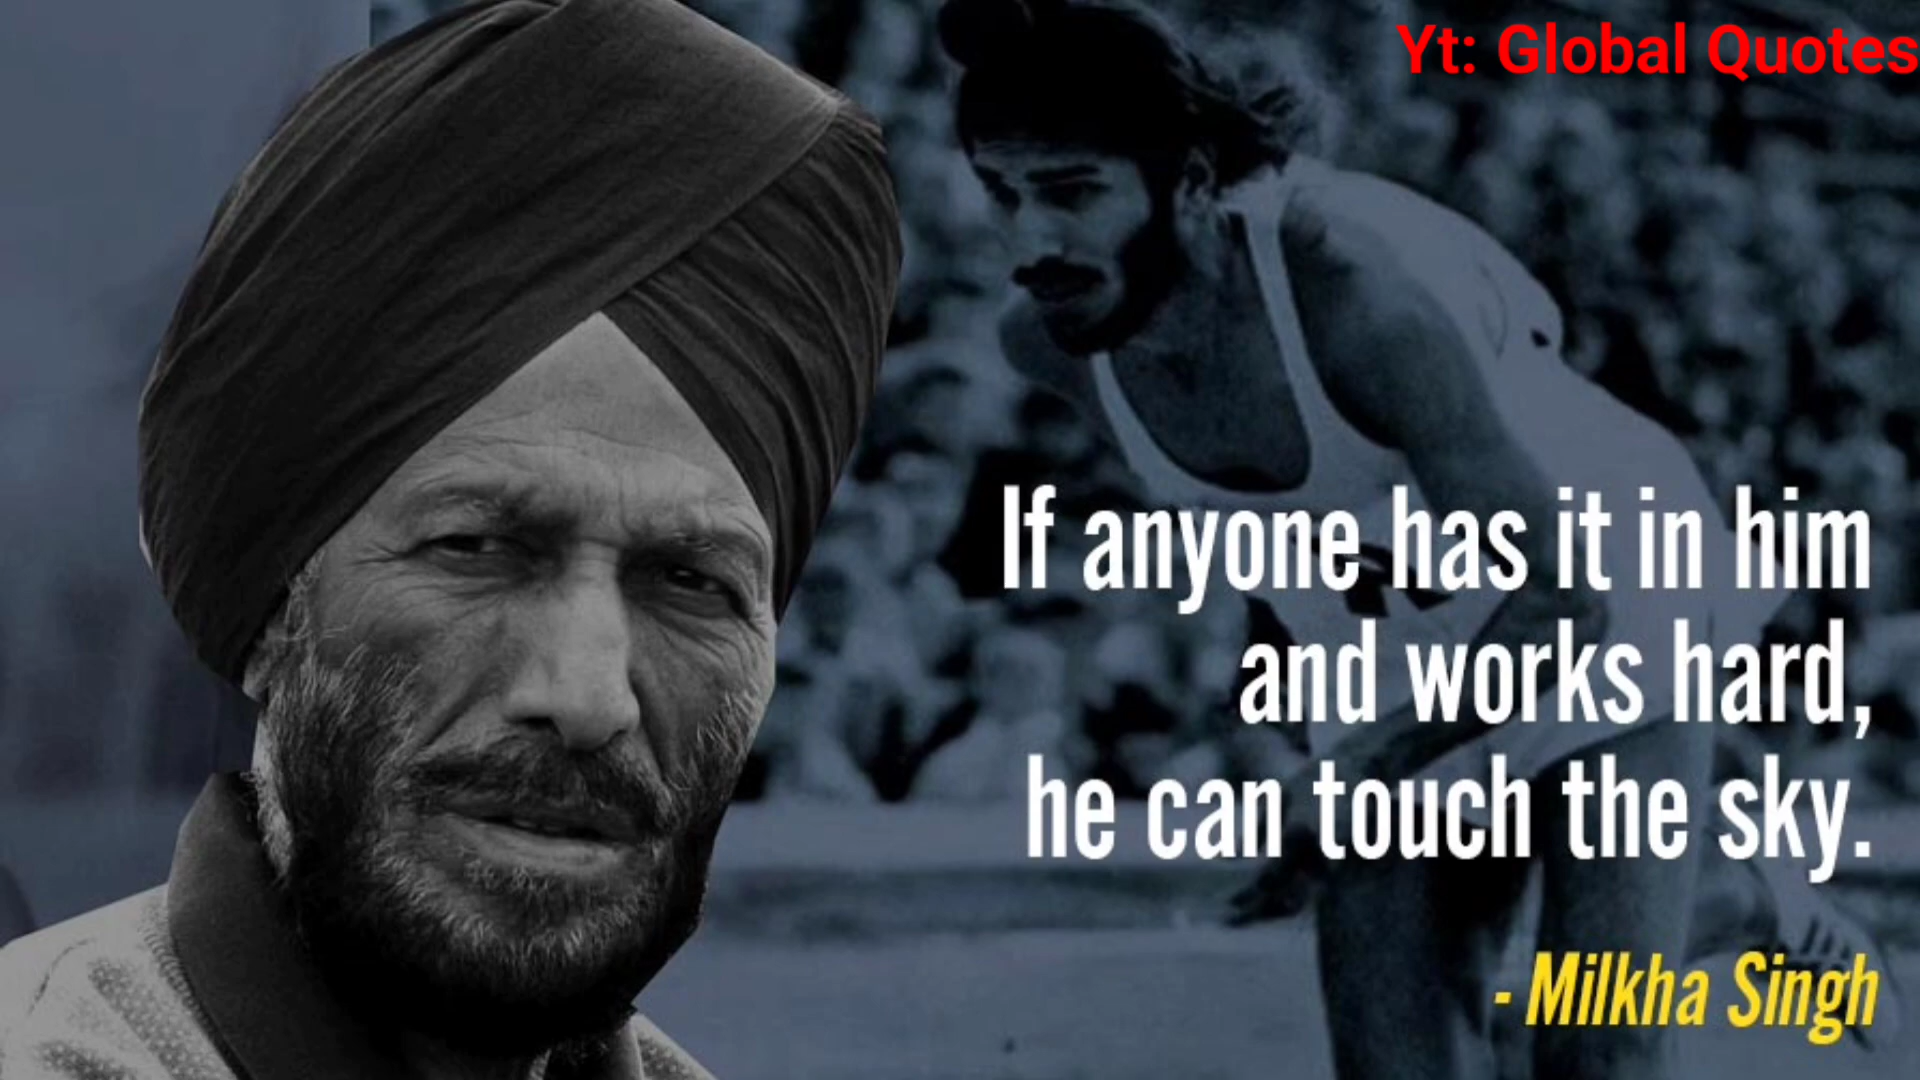 Yt: Global Quotes
If anyone has it in him
and works hard,
he can touch the sky.
- Milkha Singh